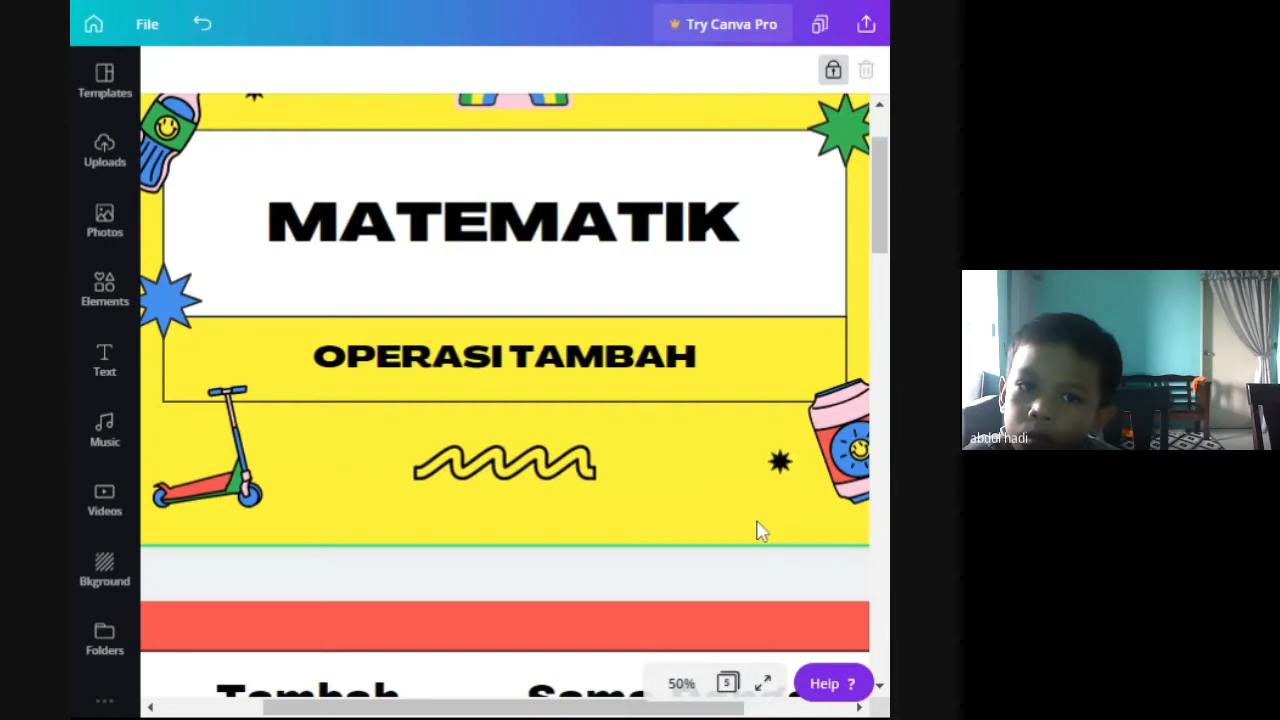 File
Try Canva Pro
Templates
Uploads
Photos
Elements
Text
Music
Videos
Bkground
Folders
MATEMATIK
OPERASI TAMBAH
Tambah
50%
5
Help ?
abdul hadi